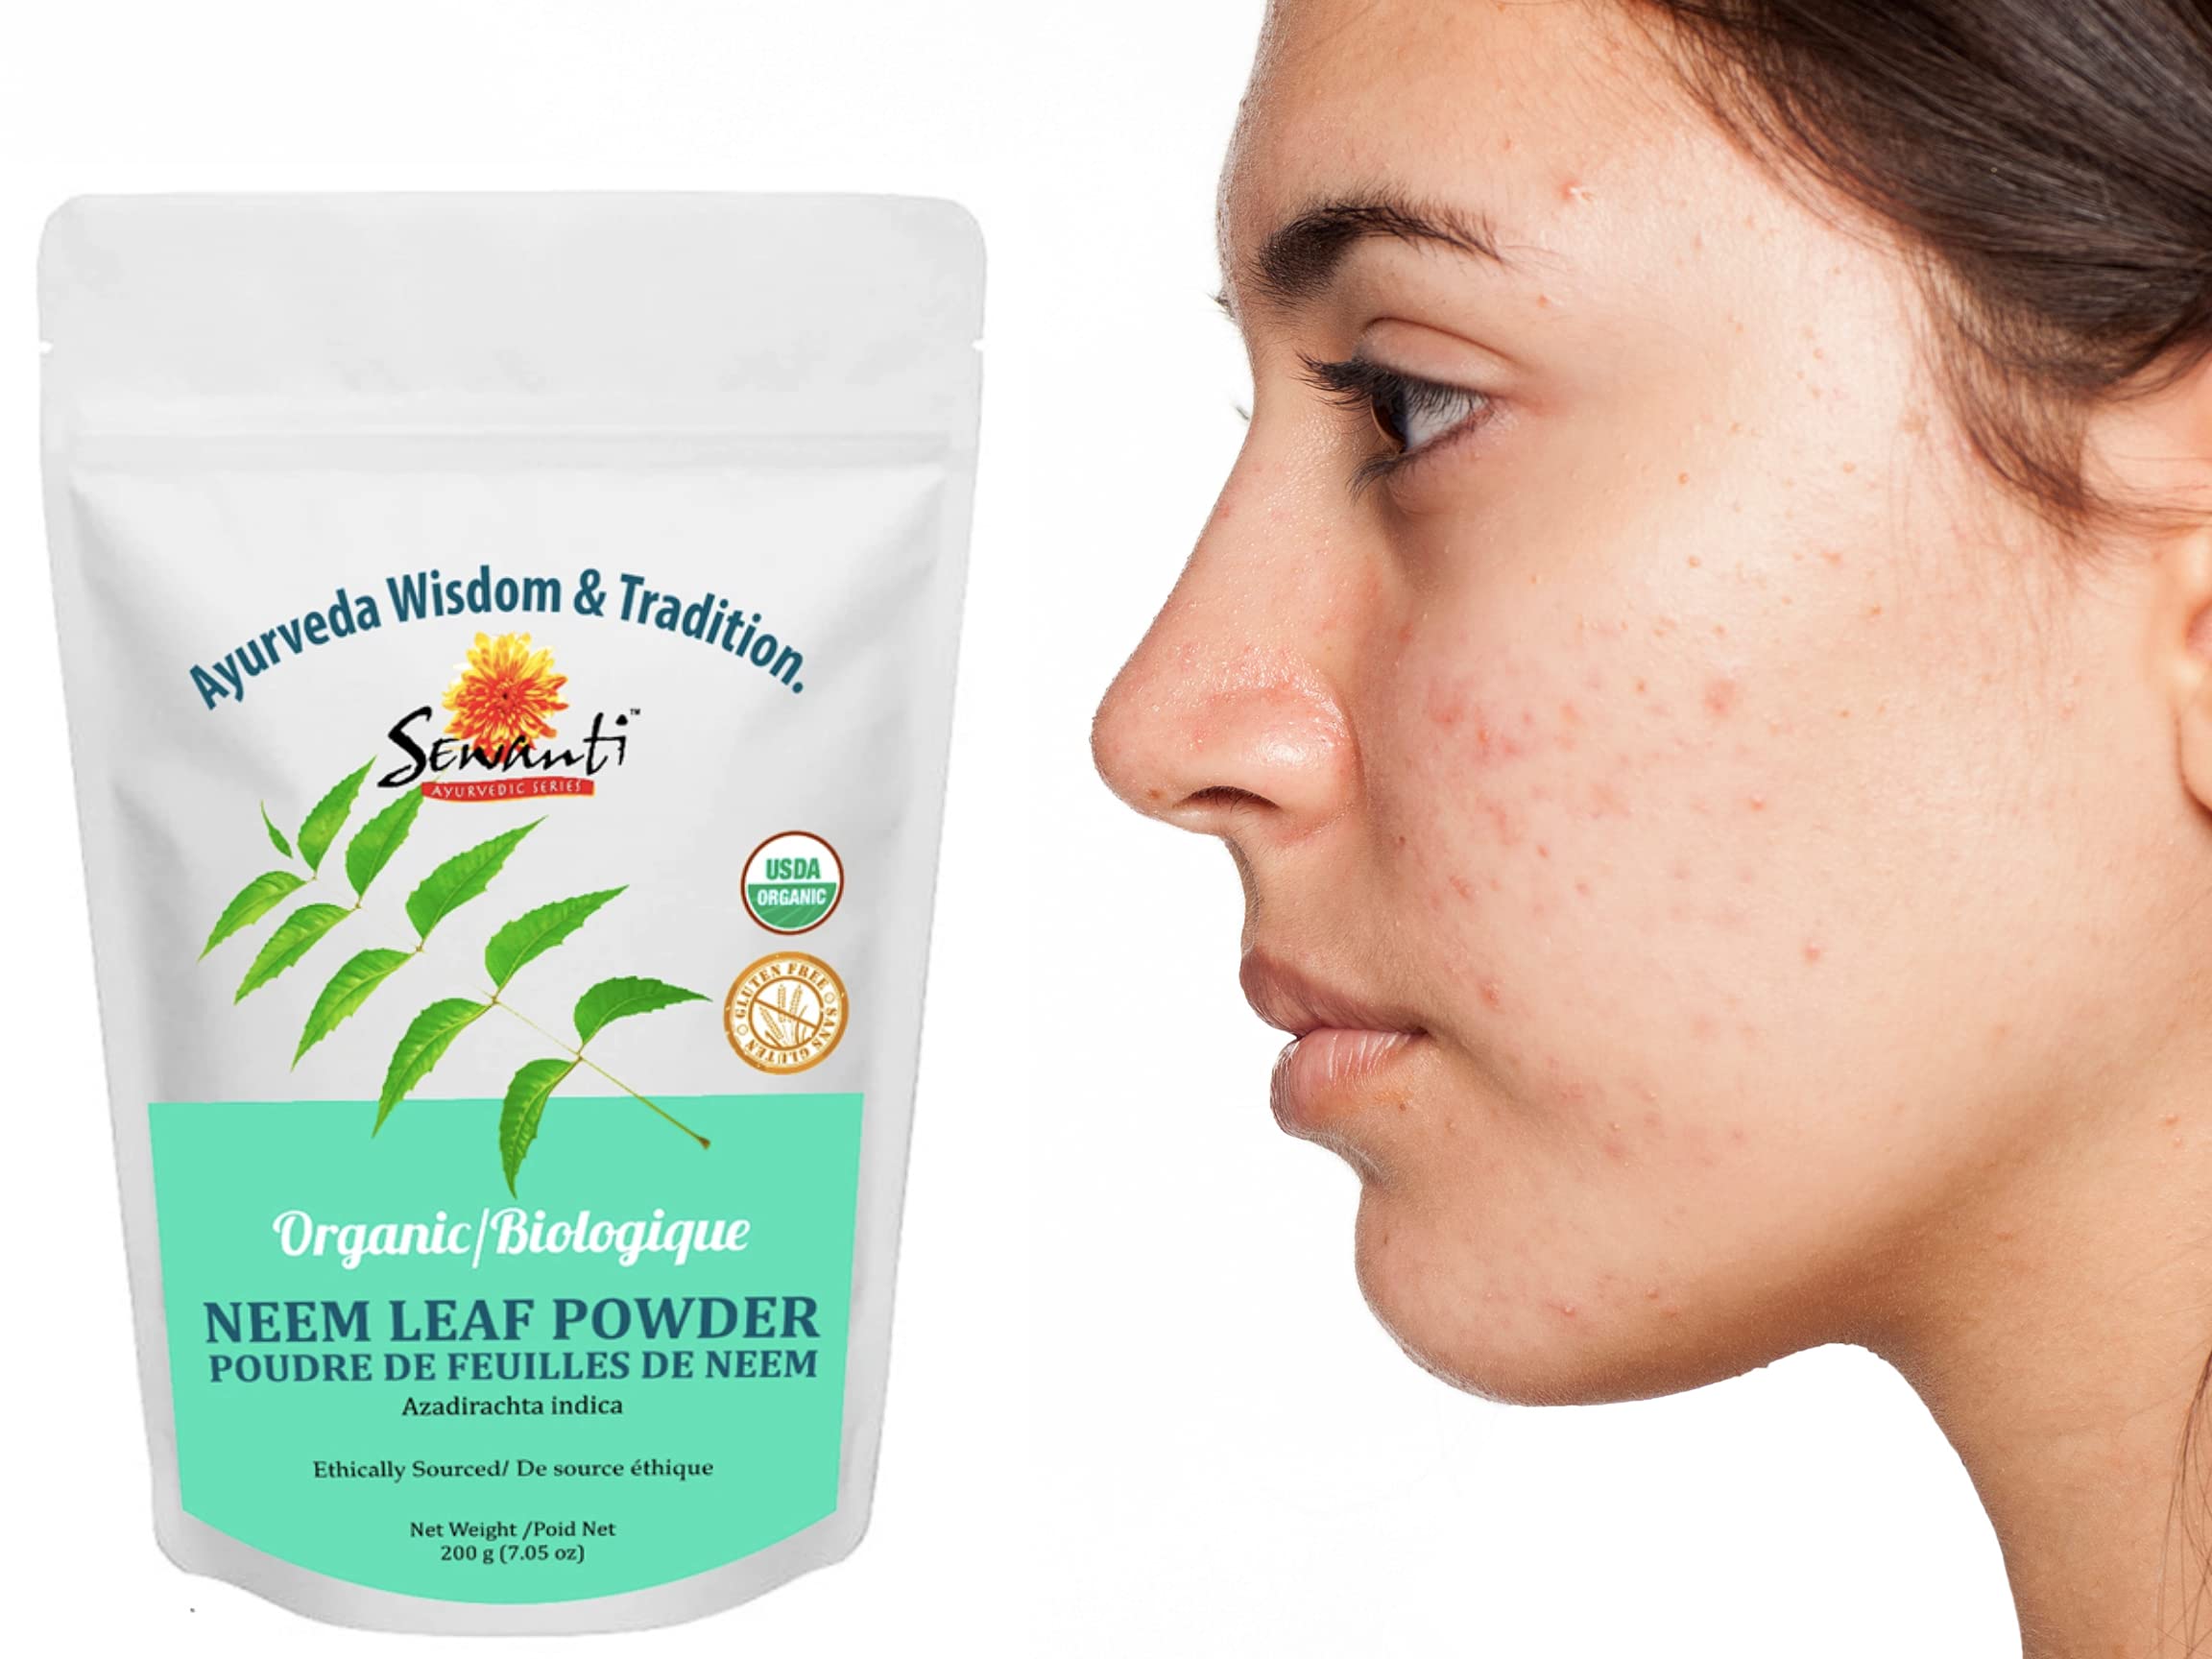 Ayurveda Wisdom & Tradition.
Sewanti™
AYURVEDIC SERIES
USDA
ORGANIC
GLUTEN FREE
SANS GLUTEN
Organic/Biologique
NEEM LEAF POWDER
POUDRE DE FEUILLES DE NEEM
Azadirachta indica
Ethically Sourced/ De source éthique
Net Weight /Poid Net
200 g (7.05 oz)